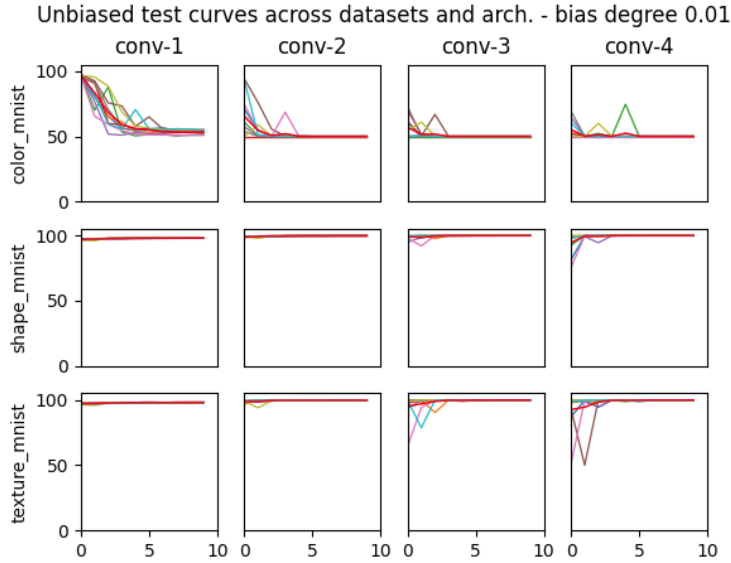 Unbiased test curves across datasets and arch. - bias degree 0.01
conv-1 conv-2 conv-3 conv-4
color_mnist
100
50
0
shape_mnist
100
50
0
texture_mnist
100
50
0
0 5 10 0 5 10 0 5 10 0 5 10